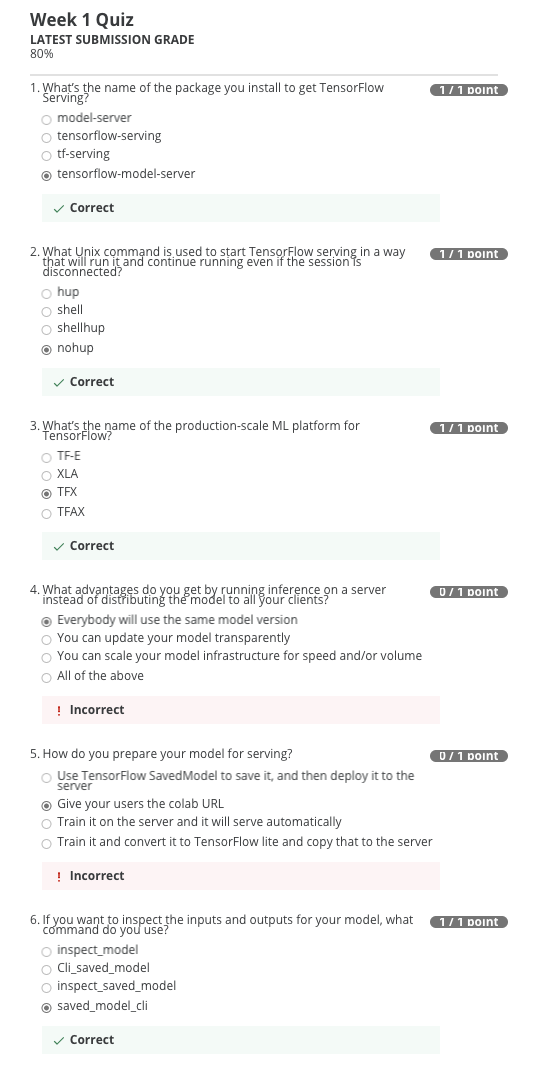 Week 1 Quiz
LATEST SUBMISSION GRADE
80%
1. What's the name of the package you install to get TensorFlow
Serving?
1 / 1 point
model-server
tensorflow-serving
tf-serving
tensorflow-model-server
Correct
2. What Unix command is used to start TensorFlow serving in a way
that will run it and continue running even if the session is
disconnected?
1 / 1 point
hup
shell
shellhup
nohup
Correct
3. What's the name of the production-scale ML platform for
TensorFlow?
1 / 1 point
TF-E
XLA
TFX
TFAX
Correct
4. What advantages do you get by running inference on a server
instead of distributing the model to all your clients?
0 / 1 point
Everybody will use the same model version
You can update your model transparently
You can scale your model infrastructure for speed and/or volume
All of the above
! Incorrect
5. How do you prepare your model for serving?
0 / 1 point
Use TensorFlow SavedModel to save it, and then deploy it to the
server
Give your users the colab URL
Train it on the server and it will serve automatically
Train it and convert it to TensorFlow lite and copy that to the server
! Incorrect
6. If you want to inspect the inputs and outputs for your model, what
command do you use?
1 / 1 point
inspect_model
Cli_saved_model
inspect_saved_model
saved_model_cli
Correct